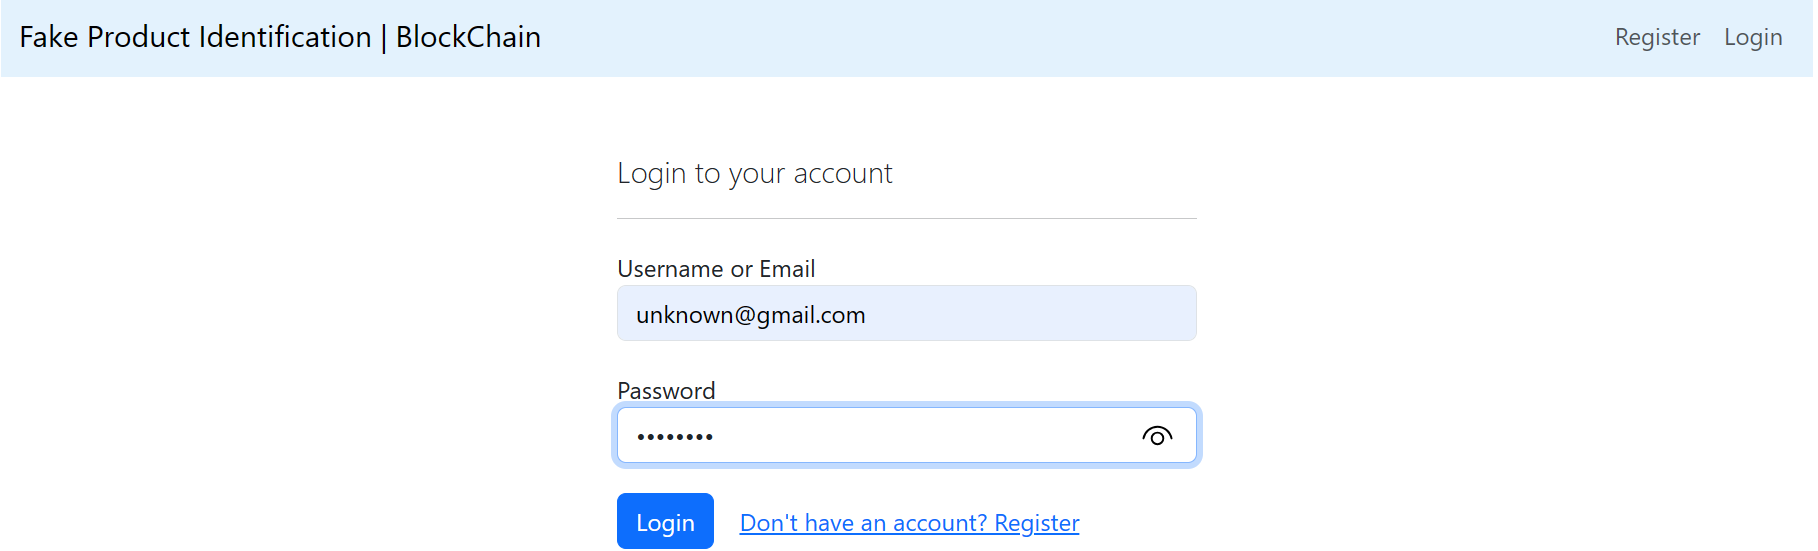 Fake Product Identification | BlockChain
Register Login
Login to your account
Username or Email
unknown@gmail.com
Password
••••••••
Login Don't have an account? Register